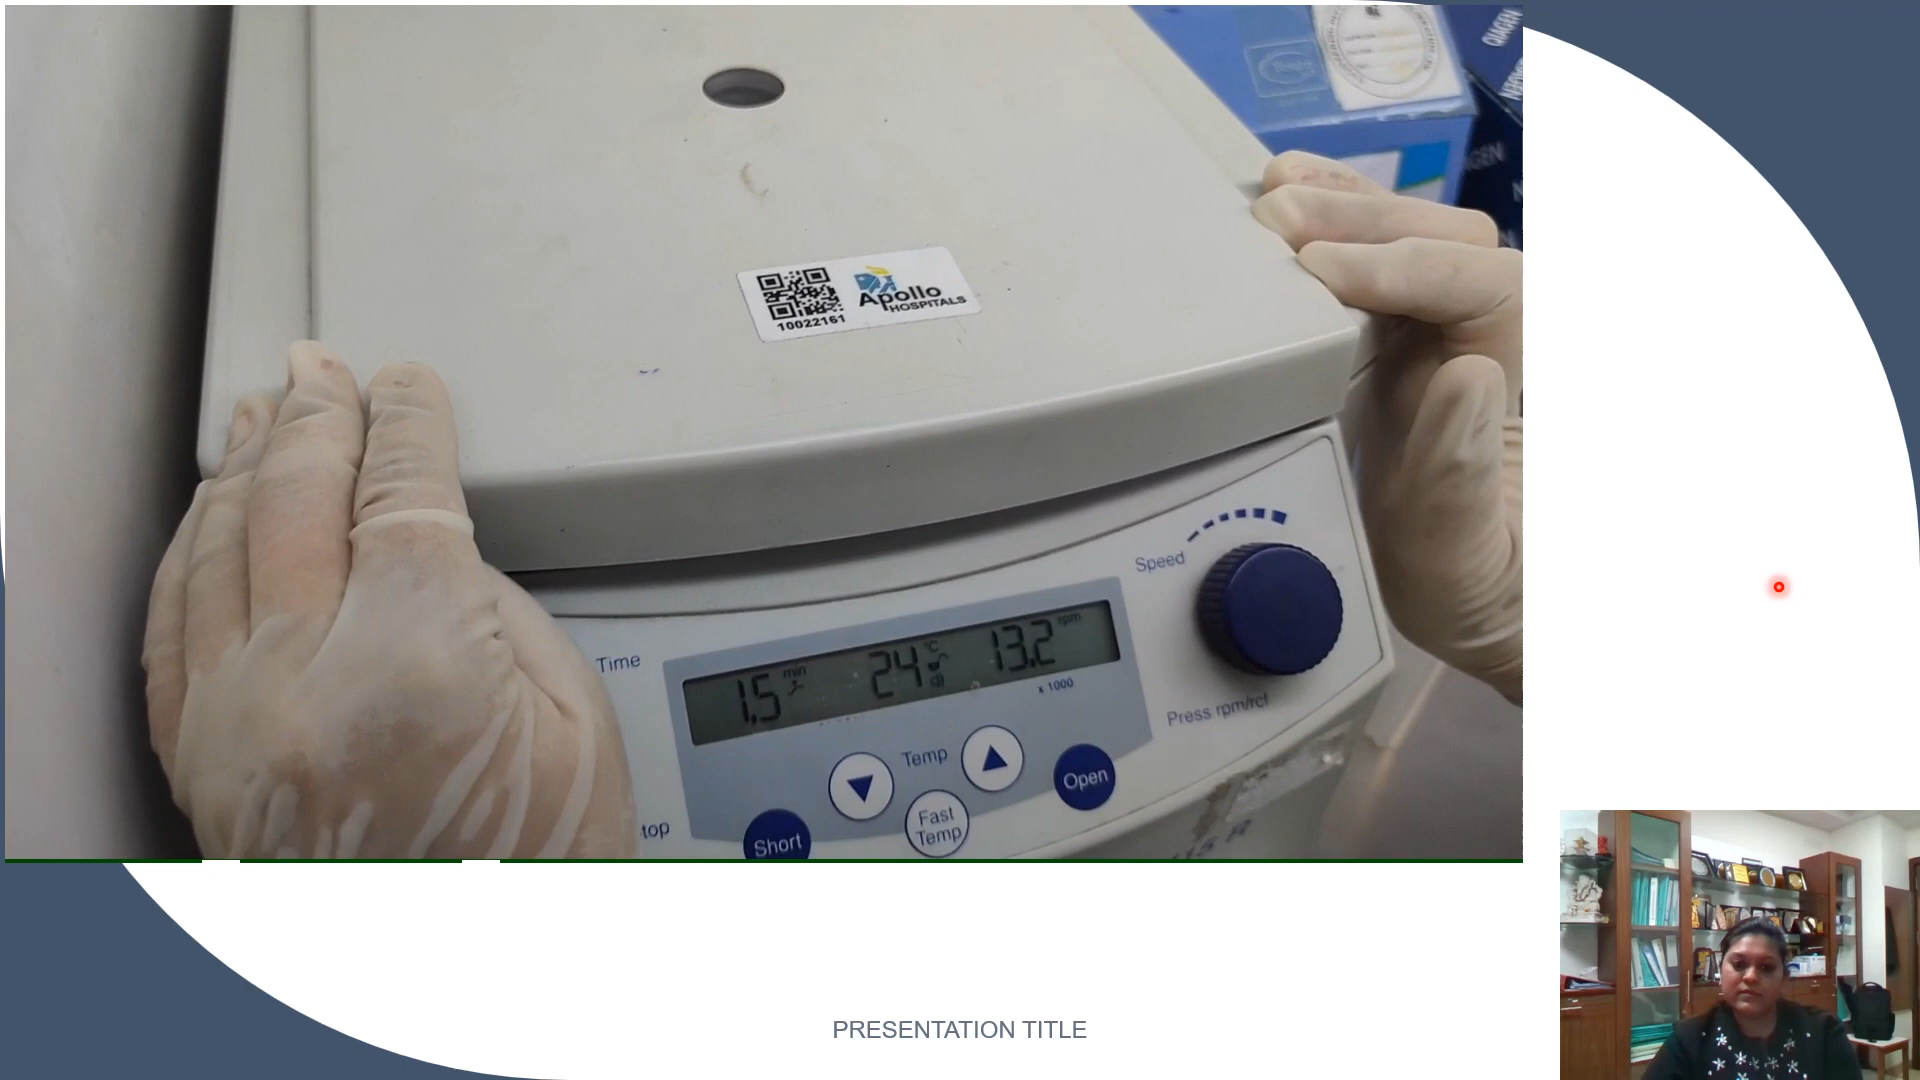 QIAGEN
Apollo
HOSPITALS
10022161
Speed
Time
1,5 min 24 °C 13.2 rpm
x 1000
Press rpm/rcf
Temp
Open
Fast
Temp
Short
top
PRESENTATION TITLE